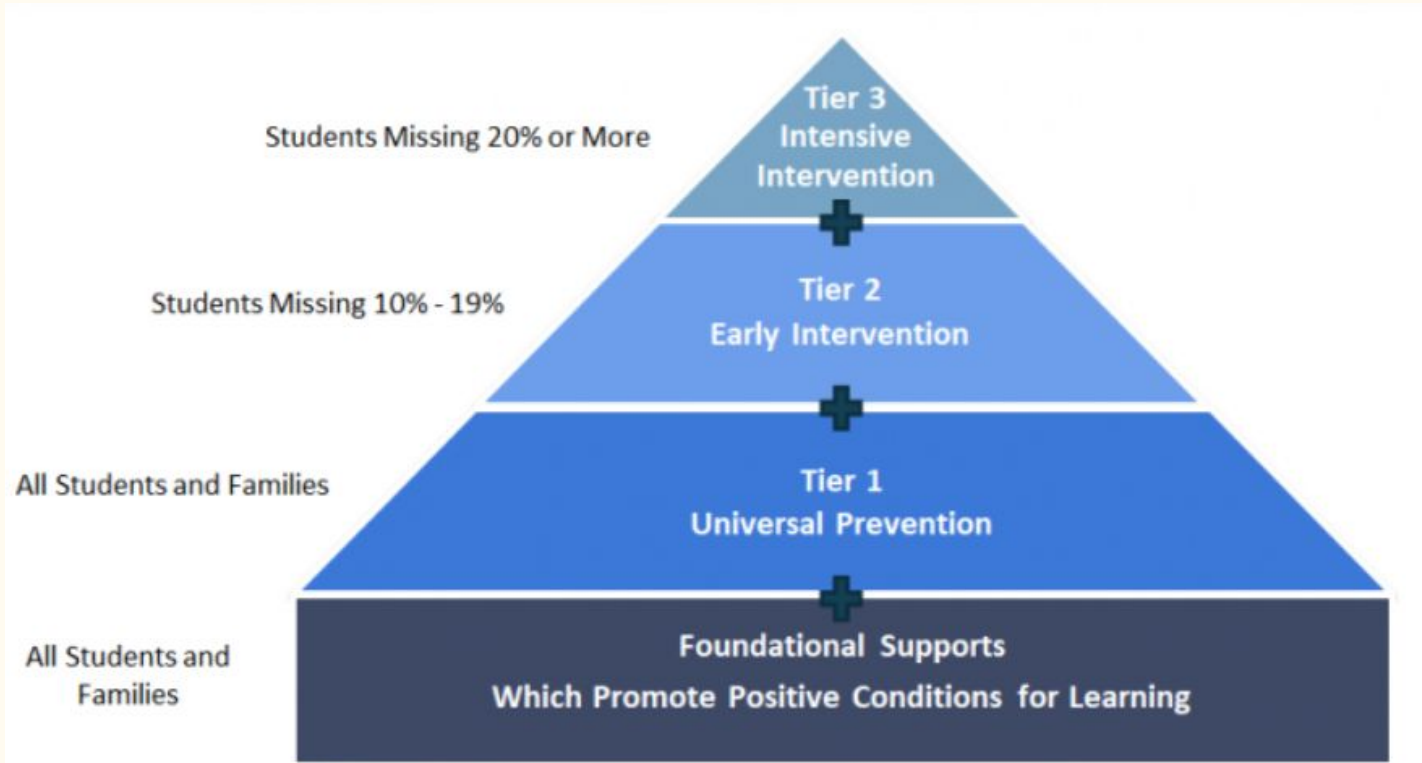 Students Missing 20% or More
Tier 3
Intensive
Intervention
Students Missing 10% - 19%
Tier 2
Early Intervention
All Students and Families
Tier 1
Universal Prevention
All Students and
Families
Foundational Supports
Which Promote Positive Conditions for Learning